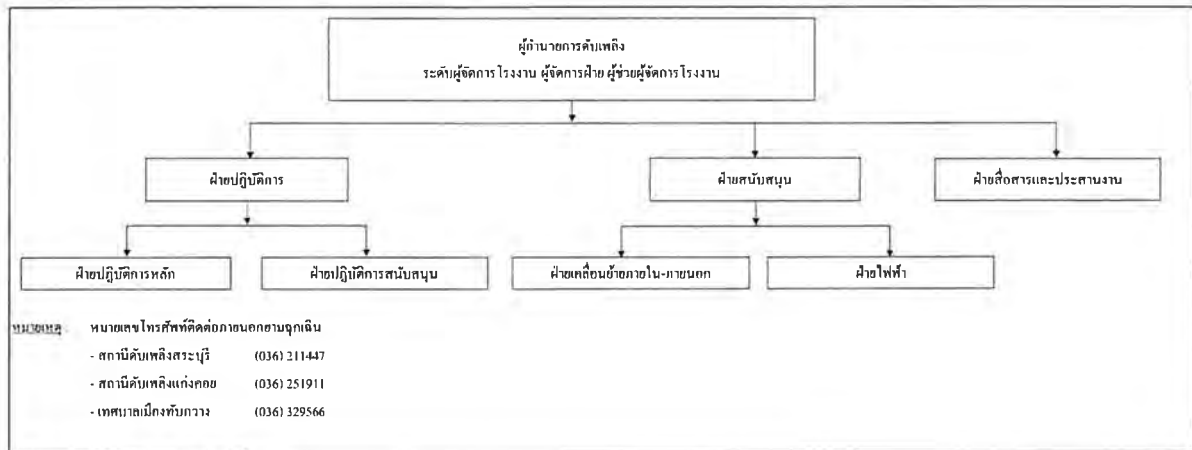 ผู้อำนวยการดับเพลิง
ระดับผู้จัดการโรงงาน ผู้จัดการฝ่าย ผู้ช่วยผู้จัดการโรงงาน
ฝ่ายปฏิบัติการ ฝ่ายสนับสนุน ฝ่ายสื่อสารและประสานงาน
ฝ่ายปฏิบัติการหลัก ฝ่ายปฏิบัติการสนับสนุน ฝ่ายเคลื่อนย้ายภายใน-ภายนอก ฝ่ายไฟฟ้า
หมายเหตุ หมายเลขโทรศัพท์ติดต่อภายนอกยามฉุกเฉิน
- สถานีดับเพลิงสระบุรี (036) 211447
- สถานีดับเพลิงแก่งคอย (036) 251911
- เทศบาลเมืองทับกวาง (036) 329566